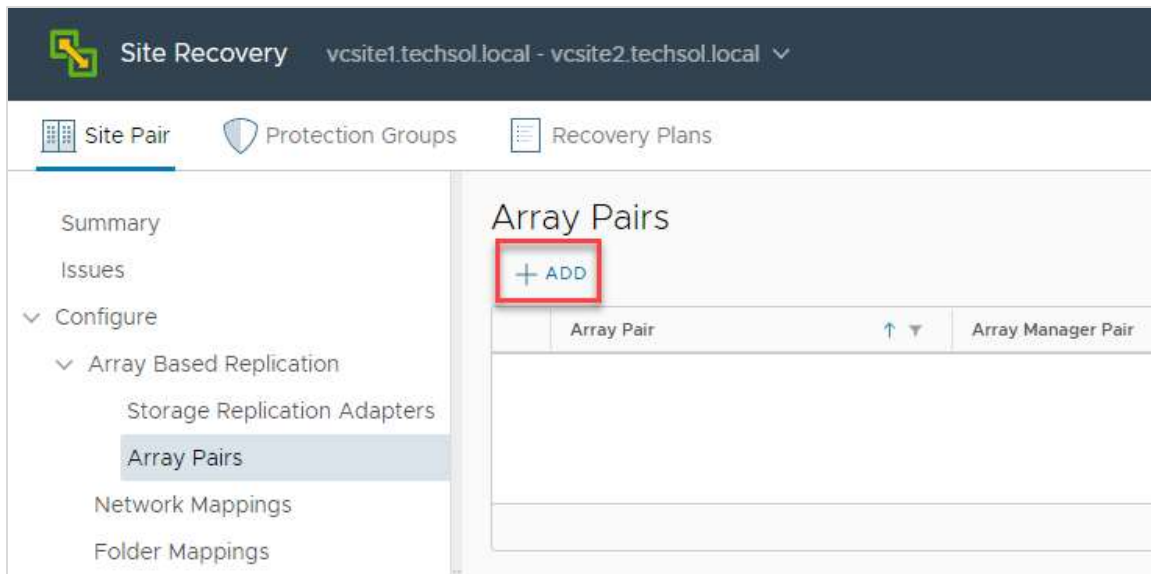 Site Recovery vcsite1.techsol.local - vcsite2.techsol.local
Site Pair Protection Groups Recovery Plans
Summary
Issues
Configure
Array Based Replication
Storage Replication Adapters
Array Pairs
Network Mappings
Folder Mappings
Array Pairs
+ ADD
Array Pair Array Manager Pair